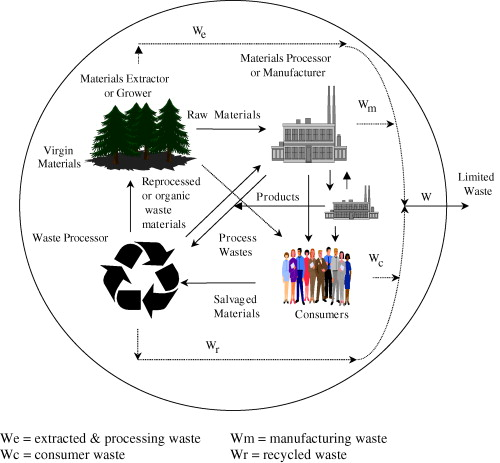 We
Materials Processor
or Manufacturer
Materials Extractor
or Grower
Wm
Raw Materials
Virgin
Materials
Limited
Waste
Reprocessed
or organic
waste
materials
Products
W
Waste Processor
Process
Wastes
Wc
Salvaged
Materials
Consumers
Wr
We = extracted & processing waste
Wm = manufacturing waste
Wc = consumer waste
Wr = recycled waste